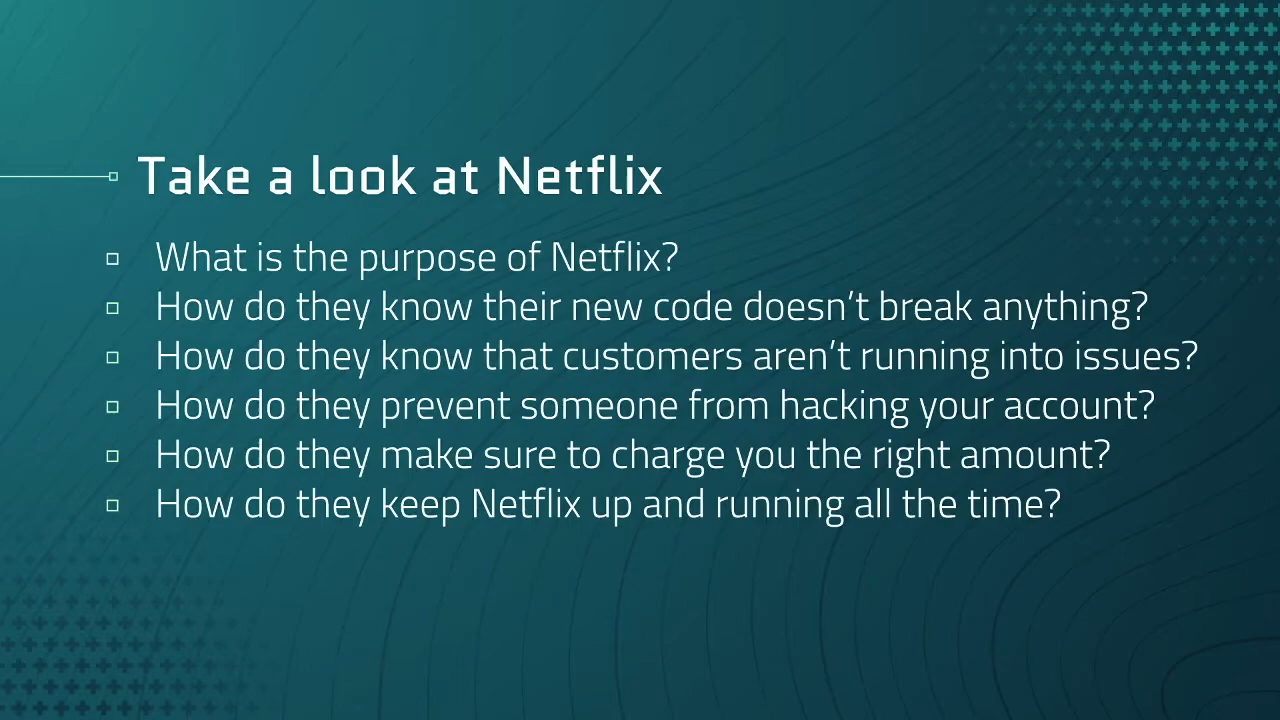 Take a look at Netflix
What is the purpose of Netflix?
How do they know their new code doesn’t break anything?
How do they know that customers aren’t running into issues?
How do they prevent someone from hacking your account?
How do they make sure to charge you the right amount?
How do they keep Netflix up and running all the time?